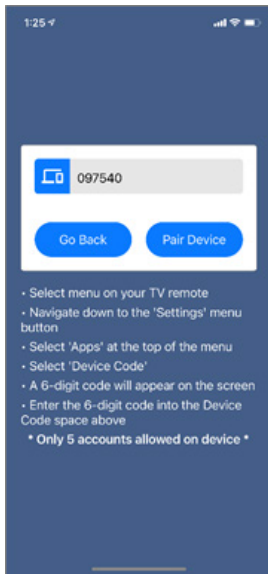 1:25
097540
Go Back
Pair Device
• Select menu on your TV remote
• Navigate down to the 'Settings' menu
button
• Select 'Apps' at the top of the menu
• Select 'Device Code'
• A 6-digit code will appear on the screen
• Enter the 6-digit code into the Device
Code space above
* Only 5 accounts allowed on device *